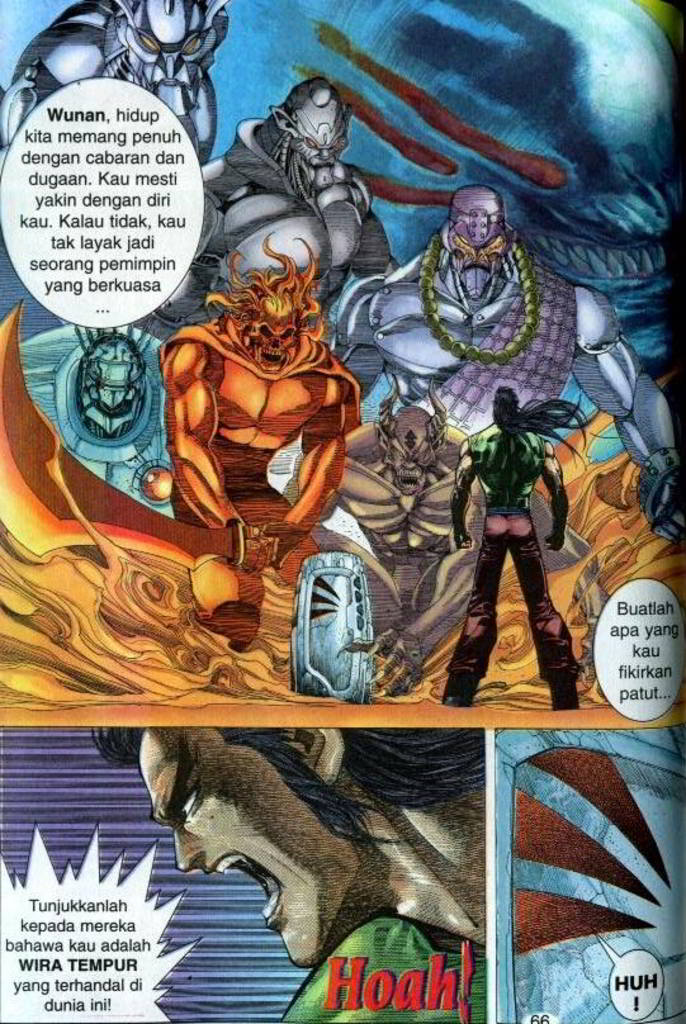 Wunan, hidup
kita memang penuh
dengan cabaran dan
dugaan. Kau mesti
yakin dengan diri
kau. Kalau tidak, kau
tak layak jadi
seorang pemimpin
yang berkuasa
...
Buatlah
apa yang
kau
fikirkan
patut...
Tunjukkanlah
kepada mereka
bahawa kau adalah
WIRA TEMPUR
yang terhandal di
dunia ini!
Hoah!
HUH
!
66